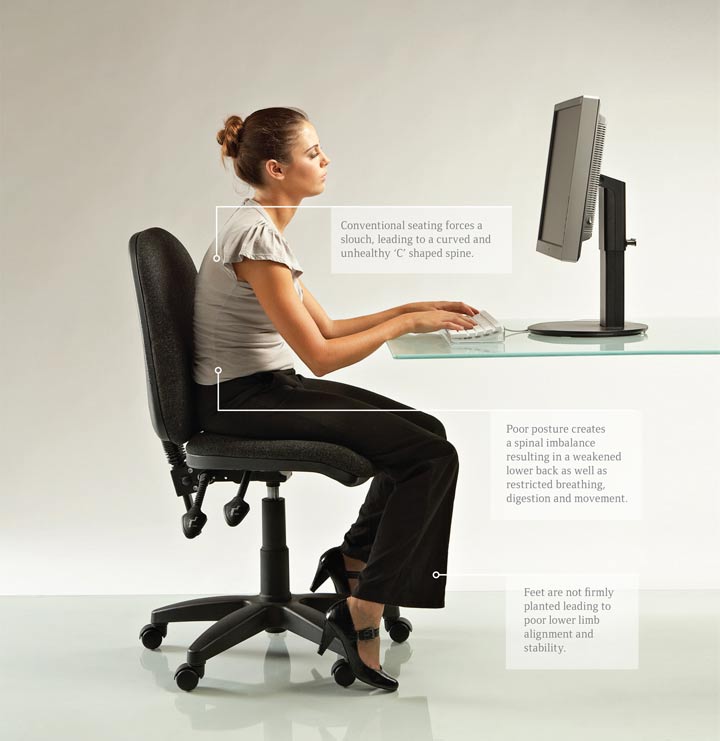 Conventional seating forces a
slouch, leading to a curved and
unhealthy ‘C’ shaped spine.
Poor posture creates
a spinal imbalance
resulting in a weakened
lower back as well as
restricted breathing,
digestion and movement.
Feet are not firmly
planted leading to
poor lower limb
alignment and
stability.